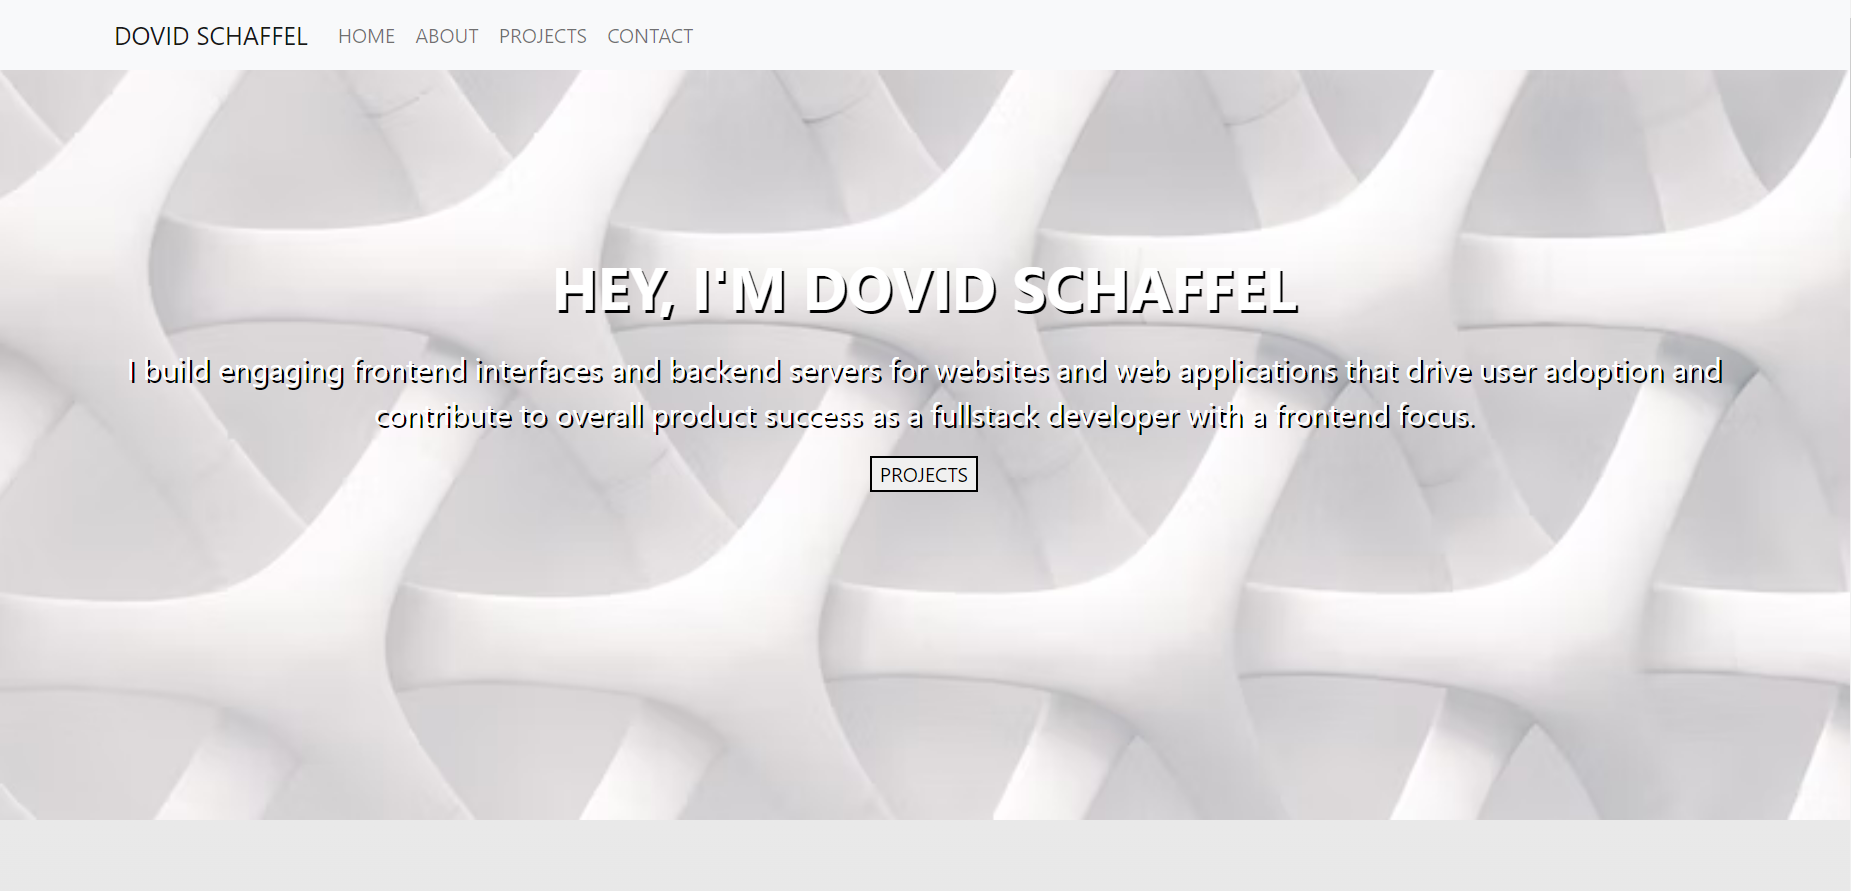 DOVID SCHAFFEL HOME ABOUT PROJECTS CONTACT
HEY, I'M DOVID SCHAFFEL
I build engaging frontend interfaces and backend servers for websites and web applications that drive user adoption and
contribute to overall product success as a fullstack developer with a frontend focus.
PROJECTS